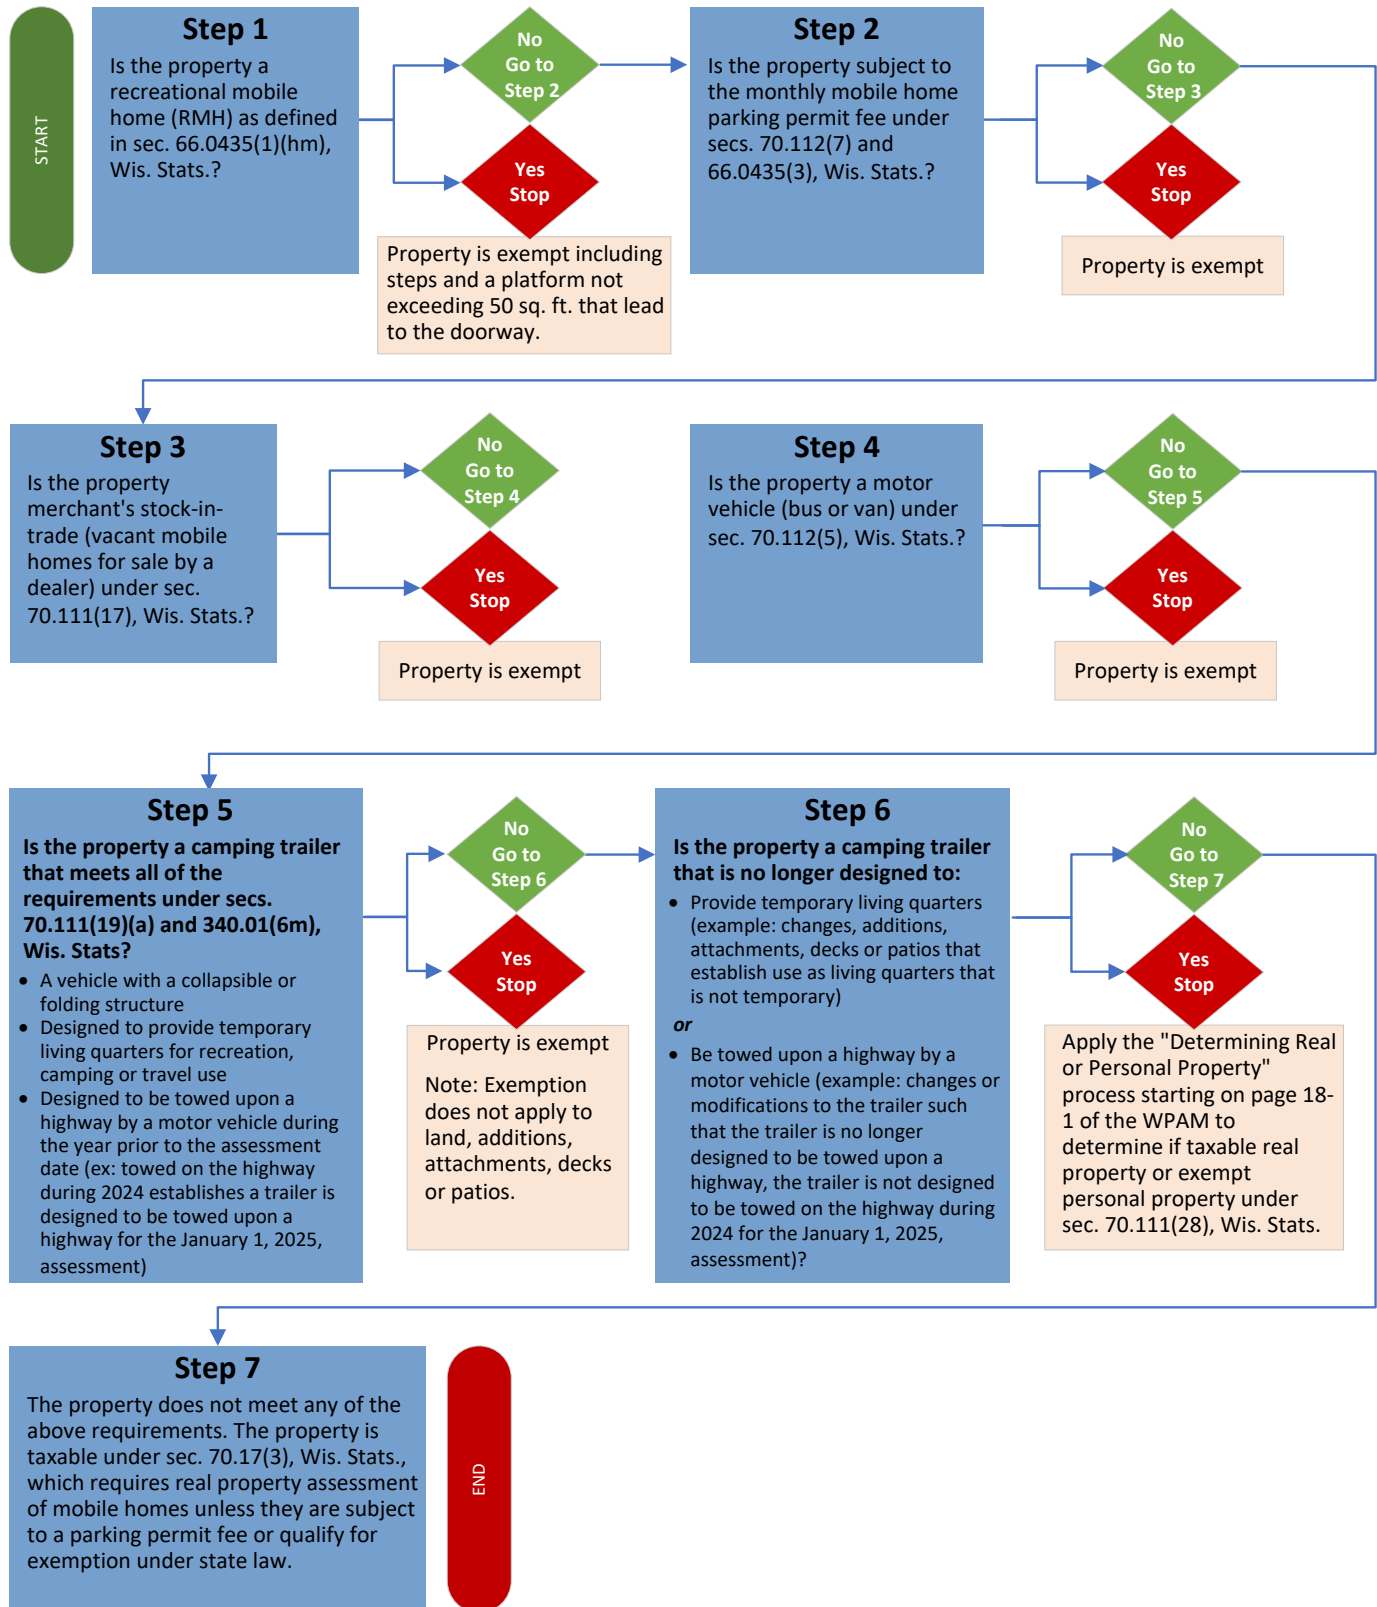 START
Step 1
Is the property a
recreational mobile
home (RMH) as defined
in sec. 66.0435(1)(hm),
Wis. Stats.?
No
Go to
Step 2
Yes
Stop
Property is exempt including
steps and a platform not
exceeding 50 sq. ft. that lead
to the doorway.
Step 2
Is the property subject to
the monthly mobile home
parking permit fee under
secs. 70.112(7) and
66.0435(3), Wis. Stats.?
No
Go to
Step 3
Yes
Stop
Property is exempt
Step 3
Is the property
merchant's stock-in-
trade (vacant mobile
homes for sale by a
dealer) under sec.
70.111(17), Wis. Stats.?
No
Go to
Step 4
Yes
Stop
Property is exempt
Step 4
Is the property a motor
vehicle (bus or van) under
sec. 70.112(5), Wis. Stats.?
No
Go to
Step 5
Yes
Stop
Property is exempt
Step 5
Is the property a camping trailer
that meets all of the
requirements under secs.
70.111(19)(a) and 340.01(6m),
Wis. Stats?
• A vehicle with a collapsible or
folding structure
• Designed to provide temporary
living quarters for recreation,
camping or travel use
• Designed to be towed upon a
highway by a motor vehicle during
the year prior to the assessment
date (ex: towed on the highway
during 2024 establishes a trailer is
designed to be towed upon a
highway for the January 1, 2025,
assessment)
No
Go to
Step 6
Yes
Stop
Property is exempt
Note: Exemption
does not apply to
land, additions,
attachments, decks
or patios.
Step 6
Is the property a camping trailer
that is no longer designed to:
• Provide temporary living quarters
(example: changes, additions,
attachments, decks or patios that
establish use as living quarters that
is not temporary)
or
• Be towed upon a highway by a
motor vehicle (example: changes or
modifications to the trailer such
that the trailer is no longer
designed to be towed upon a
highway, the trailer is not designed
to be towed on the highway during
2024 for the January 1, 2025,
assessment)?
No
Go to
Step 7
Yes
Stop
Apply the "Determining Real
or Personal Property"
process starting on page 18-
1 of the WPAM to
determine if taxable real
property or exempt
personal property under
sec. 70.111(28), Wis. Stats.
Step 7
The property does not meet any of the
above requirements. The property is
taxable under sec. 70.17(3), Wis. Stats.,
which requires real property assessment
of mobile homes unless they are subject
to a parking permit fee or qualify for
exemption under state law.
END